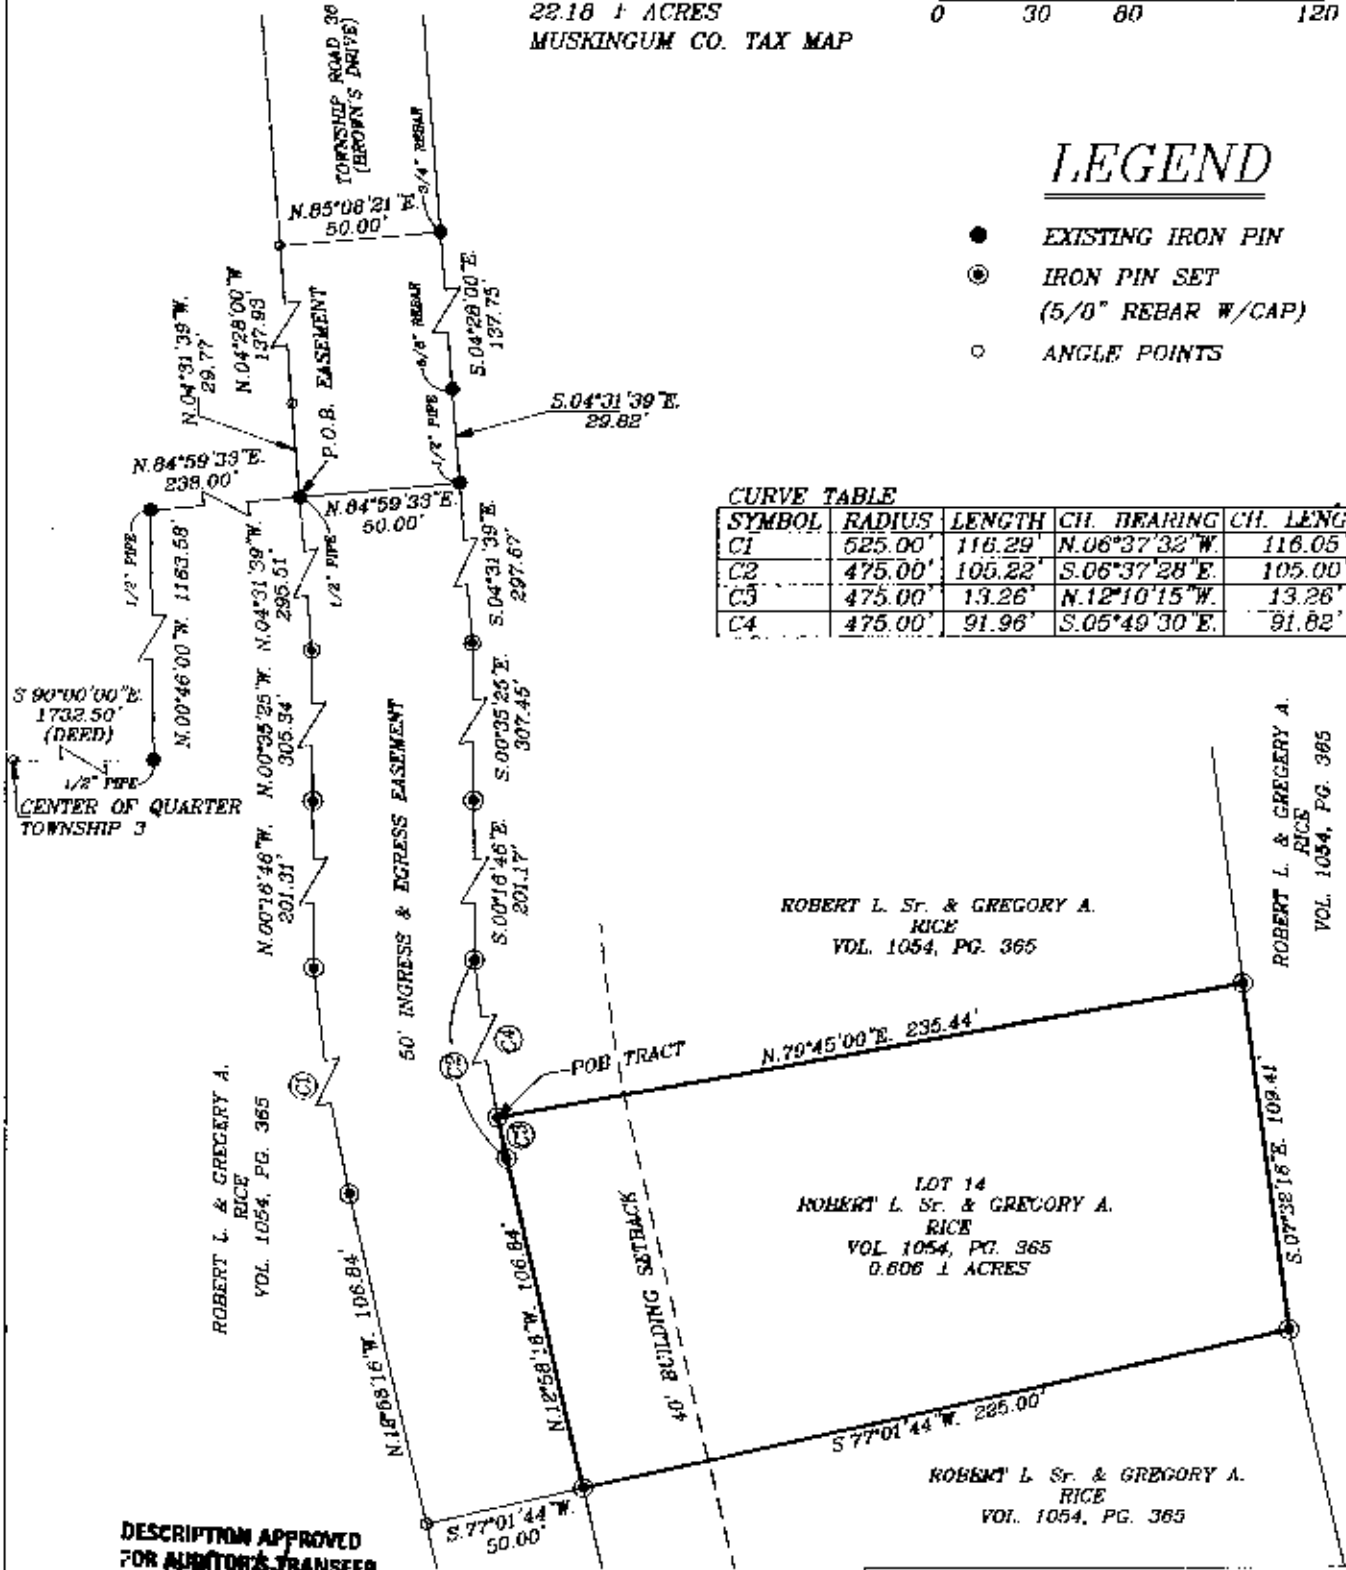 22.18 ± ACRES
MUSKINGUM CO. TAX MAP
0 30 60 120
TOWNSHIP ROAD 36
(BROWN'S DRIVE)
3/4" REBAR
N.85°08'21"E.
50.00'
LEGEND
EXISTING IRON PIN
IRON PIN SET
(5/8" REBAR W/CAP)
ANGLE POINTS
N.04°31'39"W.
29.77'
N.04°28'00"W
137.93'
P.O.B. EASEMENT
5/8" REBAR
S.04°28'00"E.
137.75'
1/2" PIPE
S.04°31'39"E.
29.82'
N.84°59'33"E.
238.00'
N.84°59'33"E.
50.00'
1/2" PIPE
N.00°46'00"W. 1163.58'
N.04°31'39"W.
295.51'
1/2" PIPE
S.04°31'39"E.
297.67'
CURVE TABLE
SYMBOL RADIUS LENGTH CH. BEARING CH. LENG
C1 525.00' 116.29' N.06°37'32"W. 116.05'
C2 475.00' 105.22' S.06°37'28"E. 105.00'
C3 475.00' 13.26' N.12°10'15"W. 13.26'
C4 475.00' 91.96' S.05°49'30"E. 91.82'
S 90°00'00"E.
1732.50'
(DEED)
1/2" PIPE
CENTER OF QUARTER
TOWNSHIP 3
N.00°35'25"W.
305.34'
S.00°35'25"E.
307.45'
50' INGRESS & EGRESS EASEMENT
N.00°16'46"W.
201.31'
S.00°16'46"E.
201.17'
ROBERT L. & GREGERY A.
RICE
VOL. 1054, PG. 365
ROBERT L. Sr. & GREGORY A.
RICE
VOL. 1054, PG. 365
C1
C2
C4
C3
POB TRACT
N.79°45'00"E. 235.44'
S.07°32'16"E. 109.41'
ROBERT L. & GREGERY A.
RICE
VOL. 1054, PG. 365
LOT 14
ROBERT L. Sr. & GREGORY A.
RICE
VOL. 1054, PG. 365
0.606 ± ACRES
N.12°58'16"W. 106.84'
N.12°58'16"W. 106.84'
40' BUILDING SETBACK
S.77°01'44"W. 225.00'
S.77°01'44"W.
50.00'
ROBERT L. Sr. & GREGORY A.
RICE
VOL. 1054, PG. 365
DESCRIPTION APPROVED
FOR AUDITOR'S TRANSFER